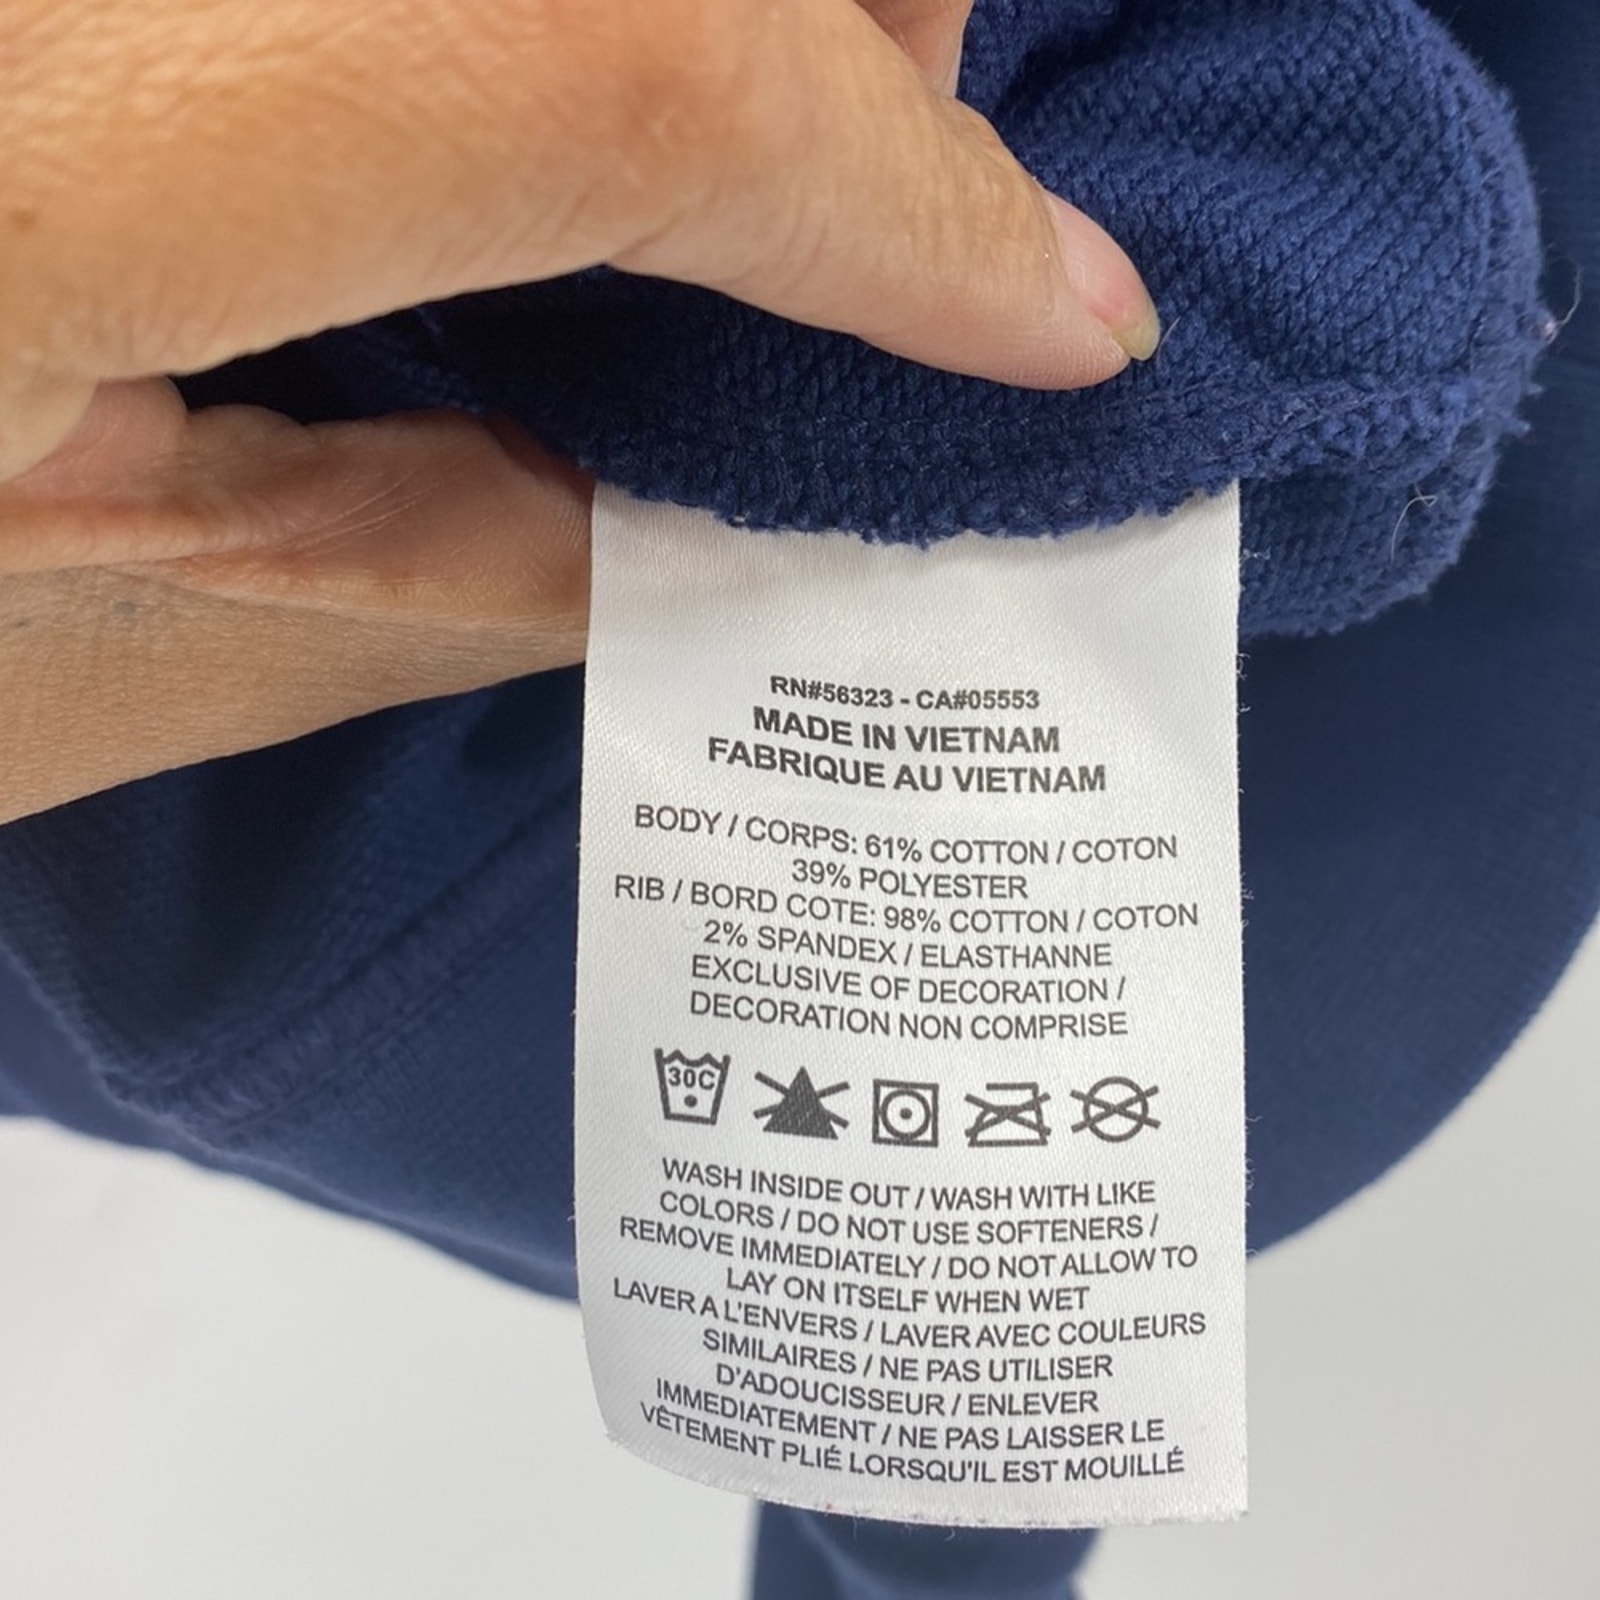 RN#56323 - CA#05553
MADE IN VIETNAM
FABRIQUE AU VIETNAM
BODY / CORPS: 61% COTTON / COTON
39% POLYESTER
RIB / BORD COTE: 98% COTTON / COTON
2% SPANDEX / ELASTHANNE
EXCLUSIVE OF DECORATION /
DECORATION NON COMPRISE
30C
WASH INSIDE OUT / WASH WITH LIKE
COLORS / DO NOT USE SOFTENERS /
REMOVE IMMEDIATELY / DO NOT ALLOW TO
LAY ON ITSELF WHEN WET
LAVER A L'ENVERS / LAVER AVEC COULEURS
SIMILAIRES / NE PAS UTILISER
D'ADOUCISSEUR / ENLEVER
IMMEDIATEMENT / NE PAS LAISSER LE
VÊTEMENT PLIÉ LORSQU'IL EST MOUILLÉ